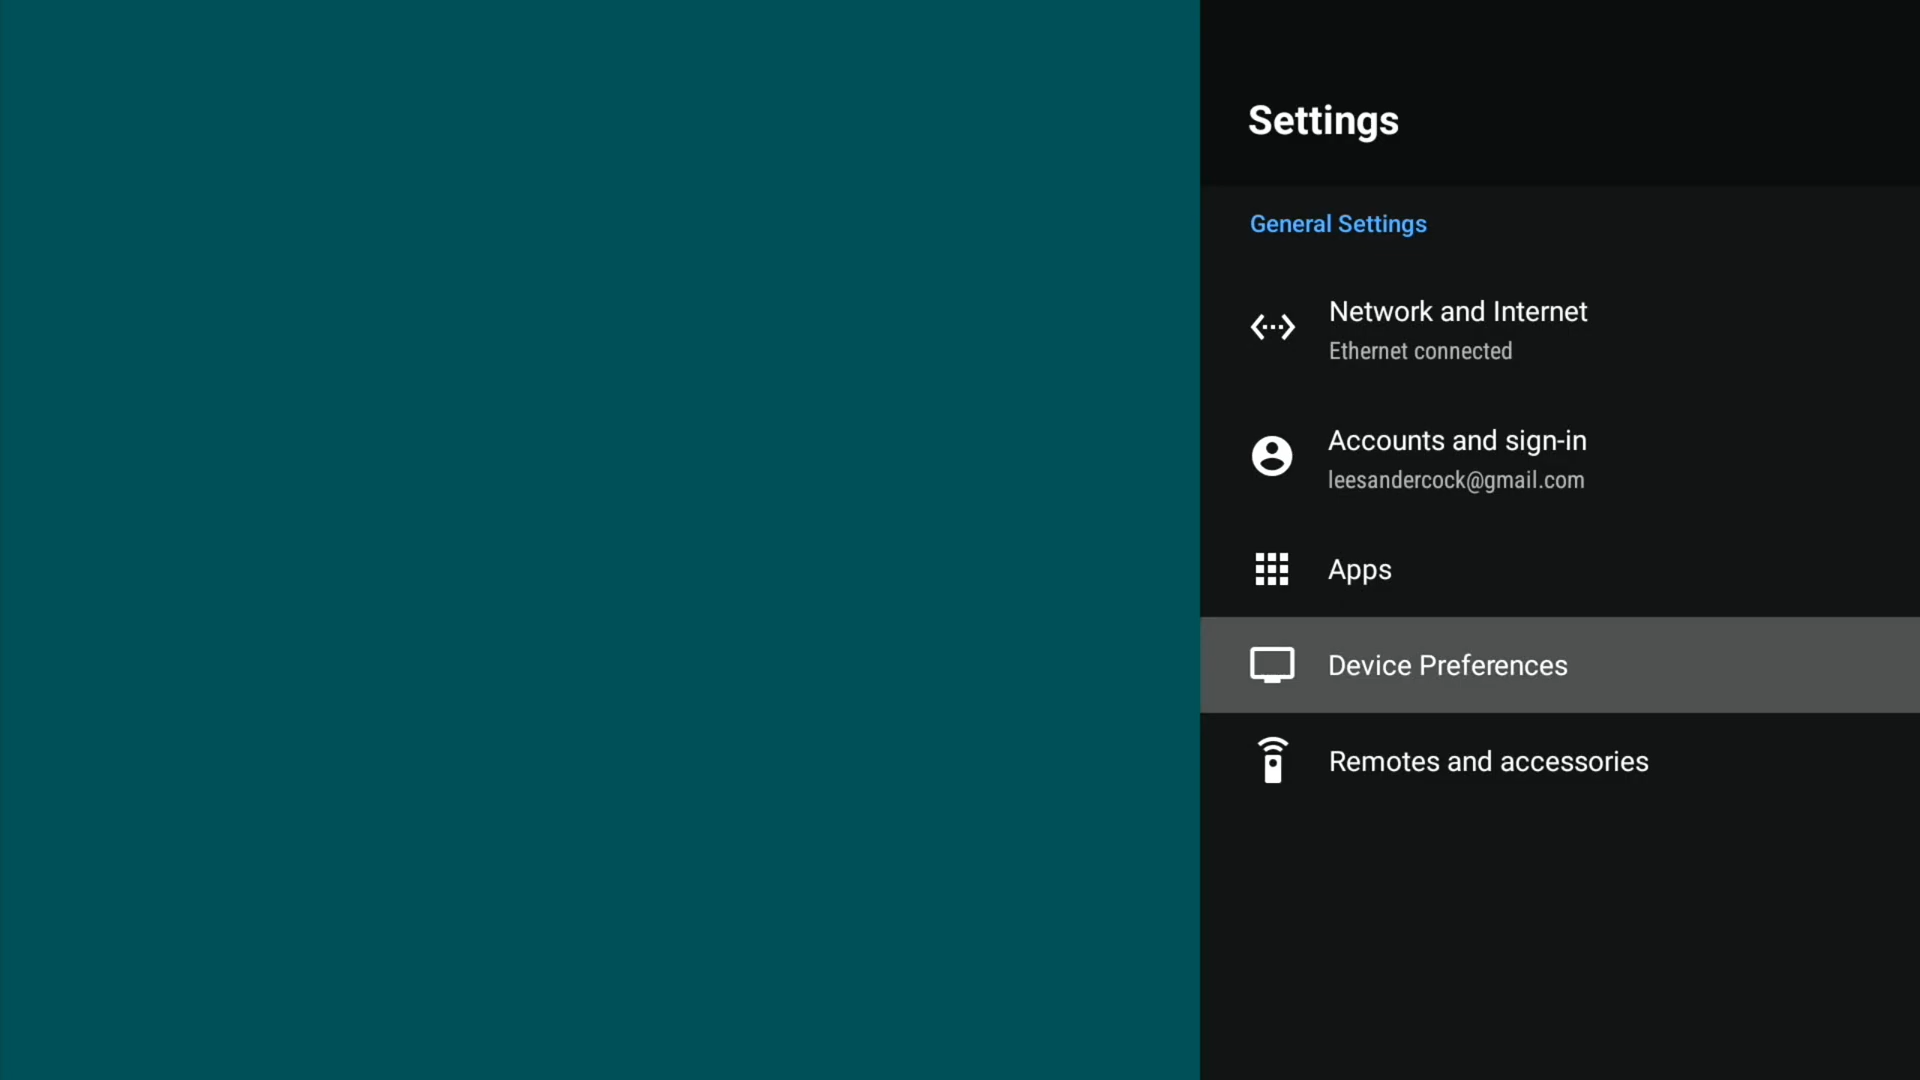 Settings
General Settings
Network and Internet
Ethernet connected
Accounts and sign-in
leesandercock@gmail.com
Apps
Device Preferences
Remotes and accessories